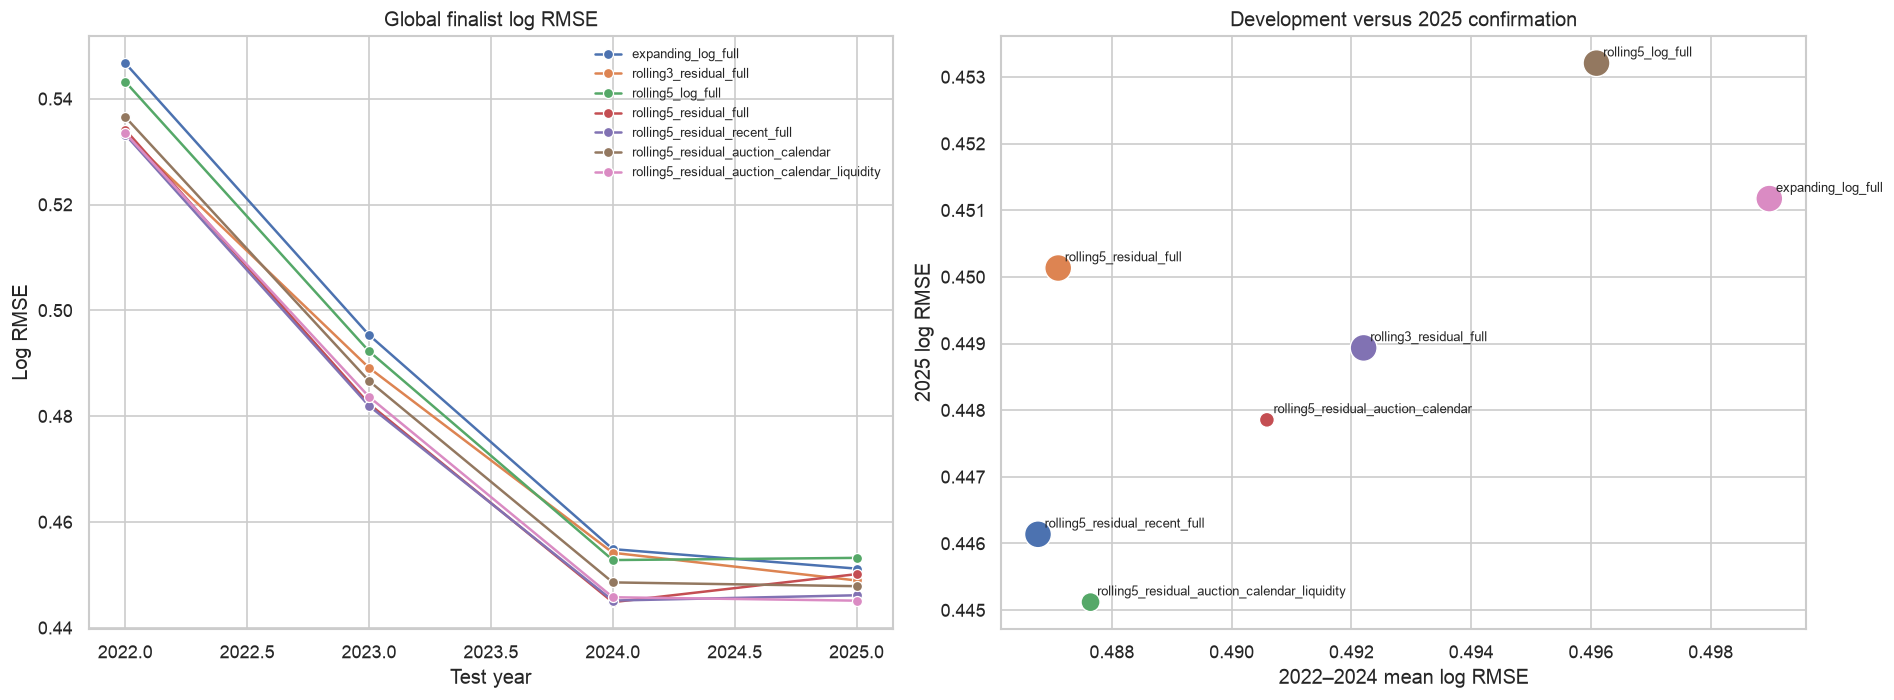 Global finalist log RMSE
expanding_log_full
rolling3_residual_full
rolling5_log_full
rolling5_residual_full
rolling5_residual_recent_full
rolling5_residual_auction_calendar
rolling5_residual_auction_calendar_liquidity
0.54
0.52
0.50
0.48
0.46
0.44
Log RMSE
2022.0 2022.5 2023.0 2023.5 2024.0 2024.5 2025.0
Test year
Development versus 2025 confirmation
rolling5_log_full
expanding_log_full
rolling5_residual_full
rolling3_residual_full
rolling5_residual_auction_calendar
rolling5_residual_recent_full
rolling5_residual_auction_calendar_liquidity
0.453
0.452
0.451
0.450
0.449
0.448
0.447
0.446
0.445
2025 log RMSE
0.488 0.490 0.492 0.494 0.496 0.498
2022–2024 mean log RMSE